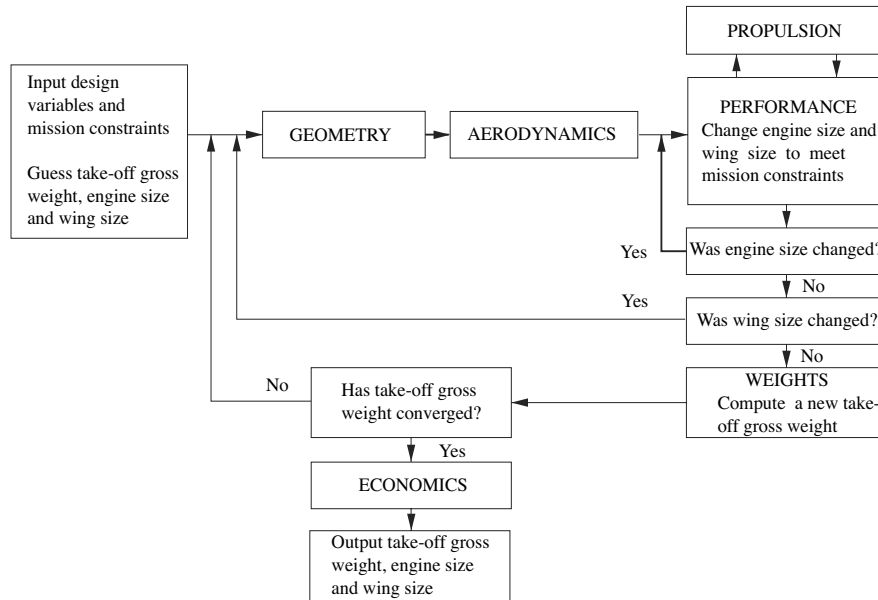 PROPULSION
Input design
variables and
mission constraints
Guess take-off gross
weight, engine size
and wing size
GEOMETRY
AERODYNAMICS
PERFORMANCE
Change engine size and
wing size to meet
mission constraints
Yes
Was engine size changed?
No
Yes
Was wing size changed?
No
WEIGHTS
Compute a new take-
off gross weight
No
Has take-off gross
weight converged?
Yes
ECONOMICS
Output take-off gross
weight, engine size
and wing size